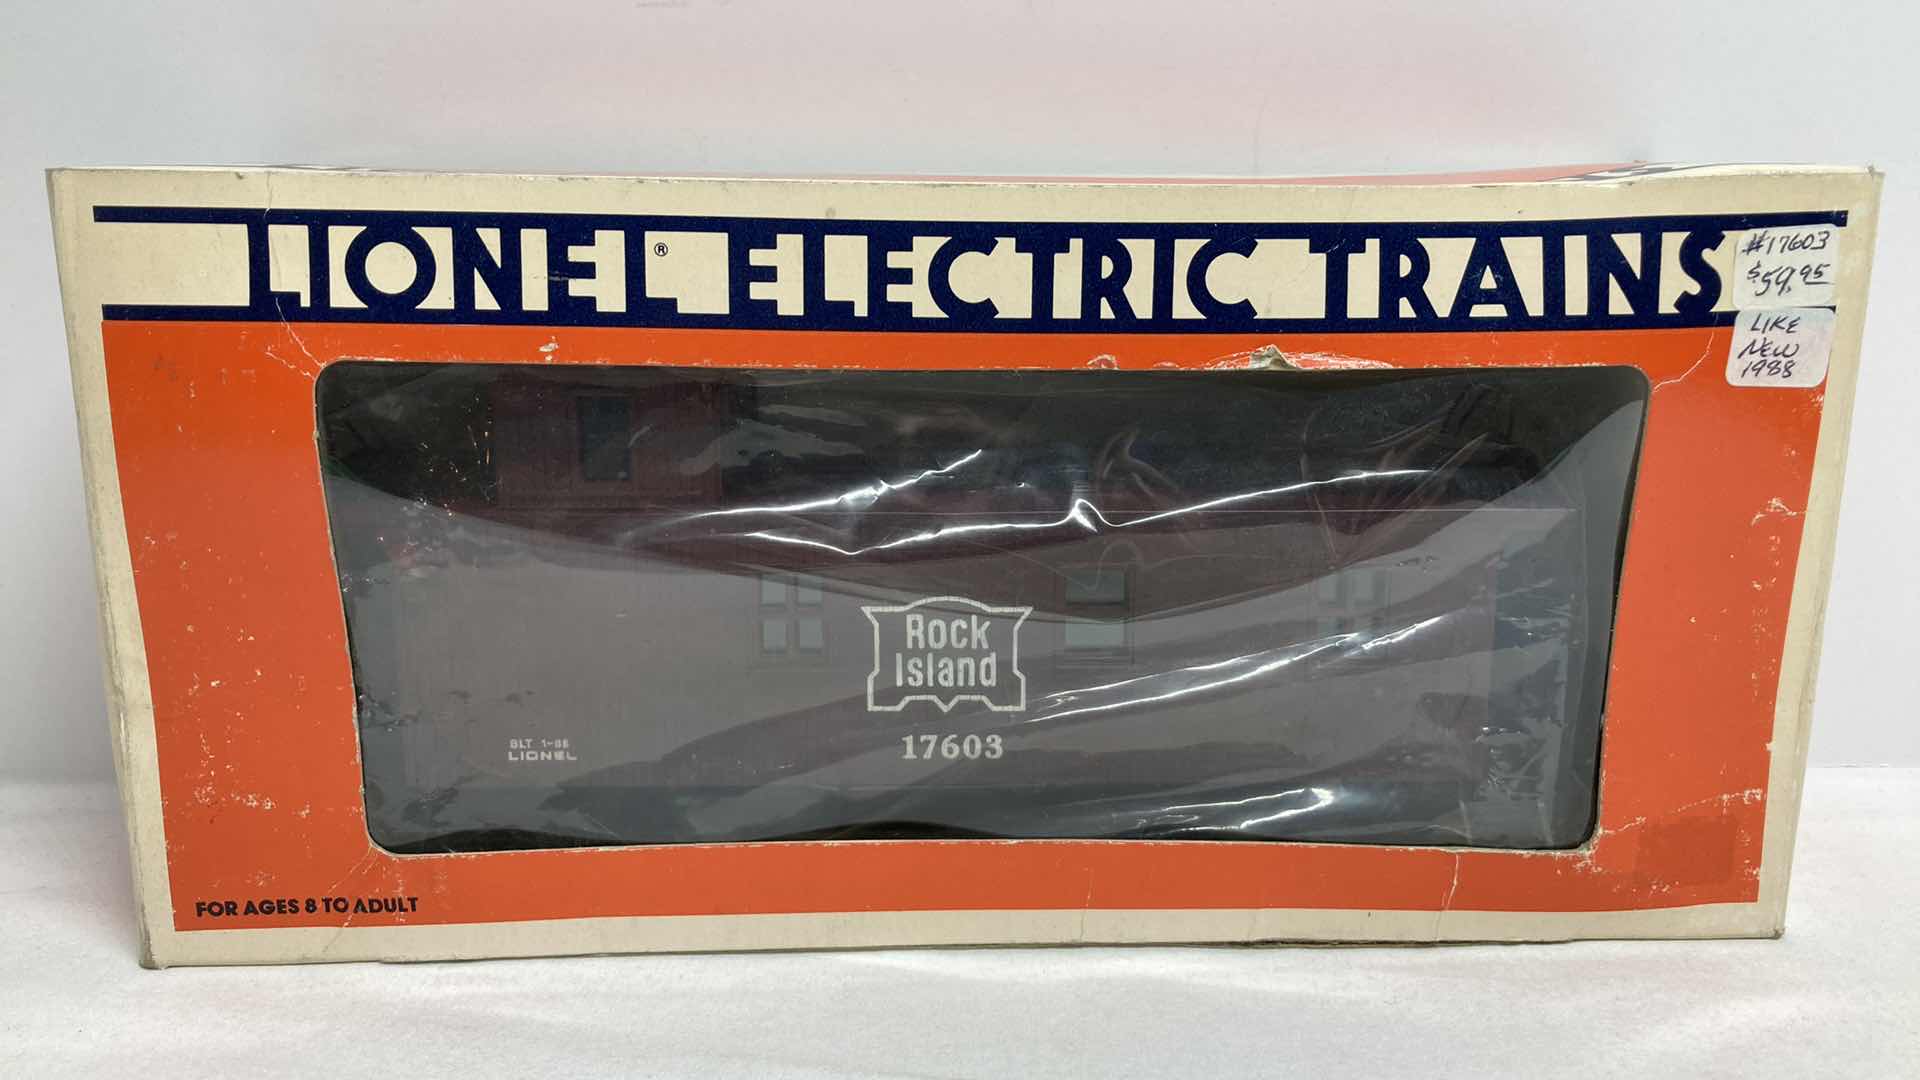 LIONEL® ELECTRIC TRAINS
#17603
$59.95
LIKE
NEW
1988
Rock
Island
17603
BLT 1-88
LIONEL
FOR AGES 8 TO ADULT